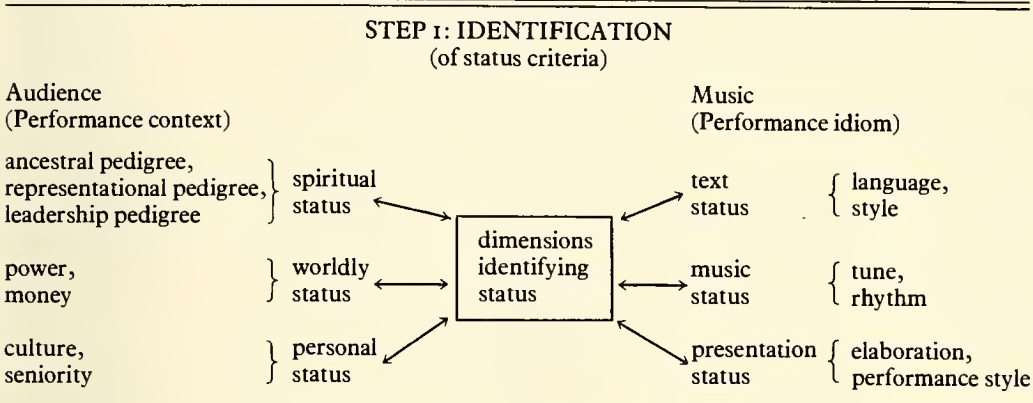 STEP 1: IDENTIFICATION
(of status criteria)
Audience
(Performance context)
ancestral pedigree,
representational pedigree,
leadership pedigree
spiritual
status
power,
money
worldly
status
culture,
seniority
personal
status
dimensions
identifying
status
Music
(Performance idiom)
text
status
language,
style
music
status
tune,
rhythm
presentation
status
elaboration,
performance style